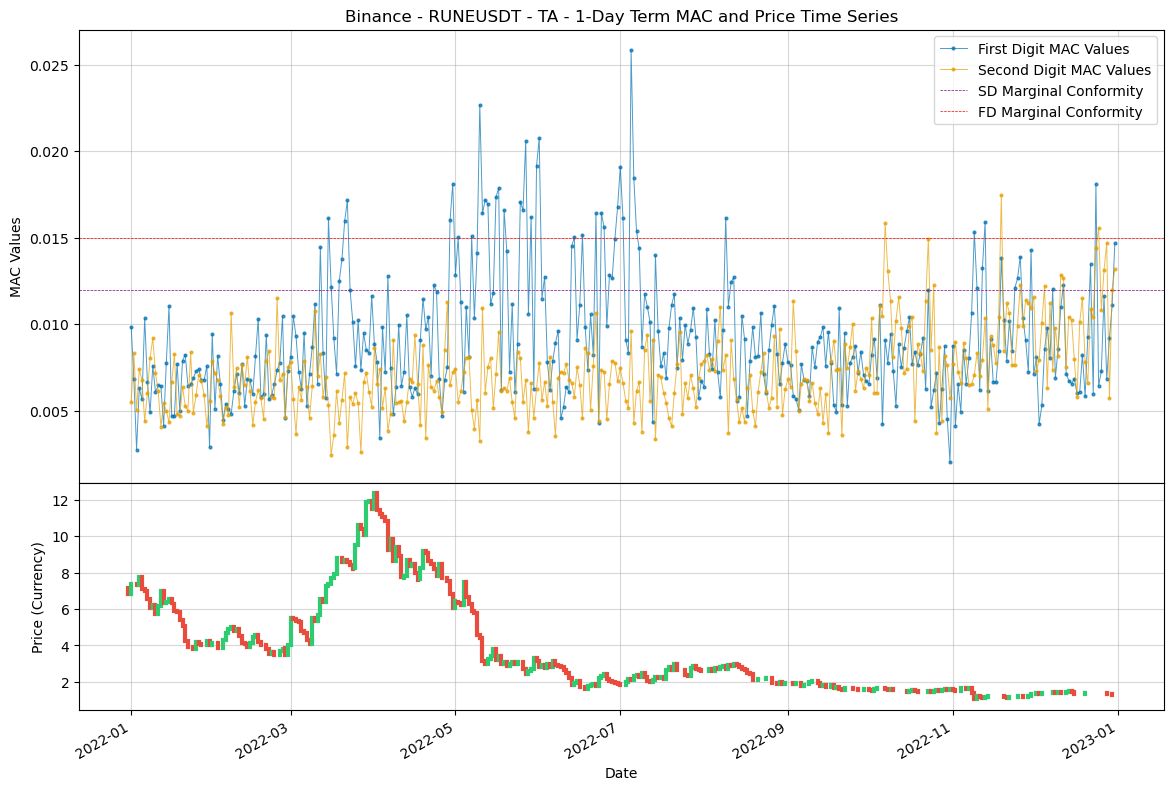 Binance - RUNEUSDT - TA - 1-Day Term MAC and Price Time Series
First Digit MAC Values
Second Digit MAC Values
SD Marginal Conformity
FD Marginal Conformity
MAC Values
0.025
0.020
0.015
0.010
0.005
Price (Currency)
12
10
8
6
4
2
2022-01
2022-03
2022-05
2022-07
2022-09
2022-11
2023-01
Date